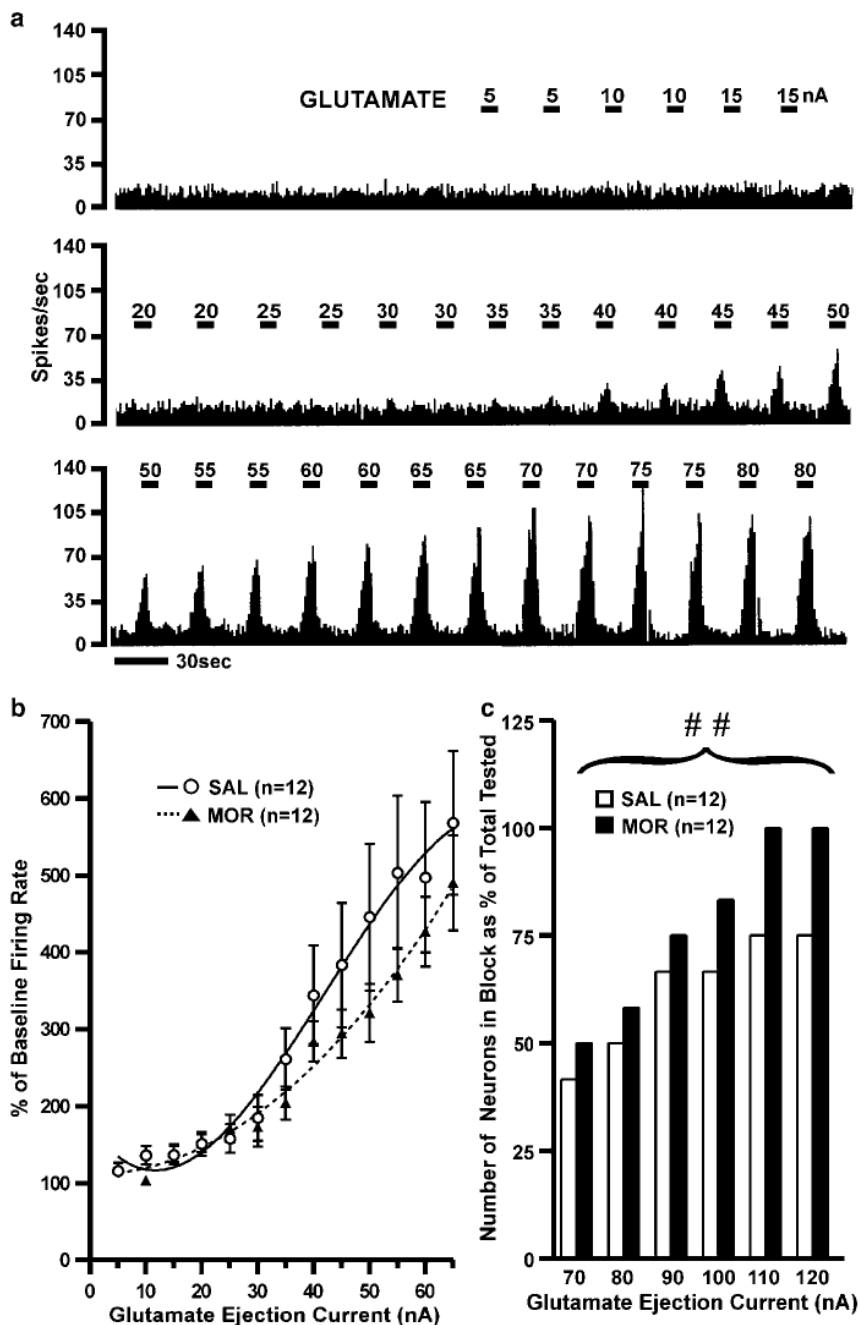 a
140
GLUTAMATE 5 5 10 10 15 15 nA
105
70
35
0
Spikes/sec
140
105
20 20 25 25 30 30 35 35 40 40 45 45 50
70
35
0
140
50 55 55 60 60 65 65 70 70 75 75 80 80
105
70
35
0
30sec
b
% of Baseline Firing Rate
700
600
500
400
300
200
100
0
SAL (n=12)
MOR (n=12)
0 10 20 30 40 50 60
Glutamate Ejection Current (nA)
c
Number of Neurons in Block as % of Total Tested
125
100
75
50
25
0
# #
SAL (n=12)
MOR (n=12)
70 80 90 100 110 120
Glutamate Ejection Current (nA)